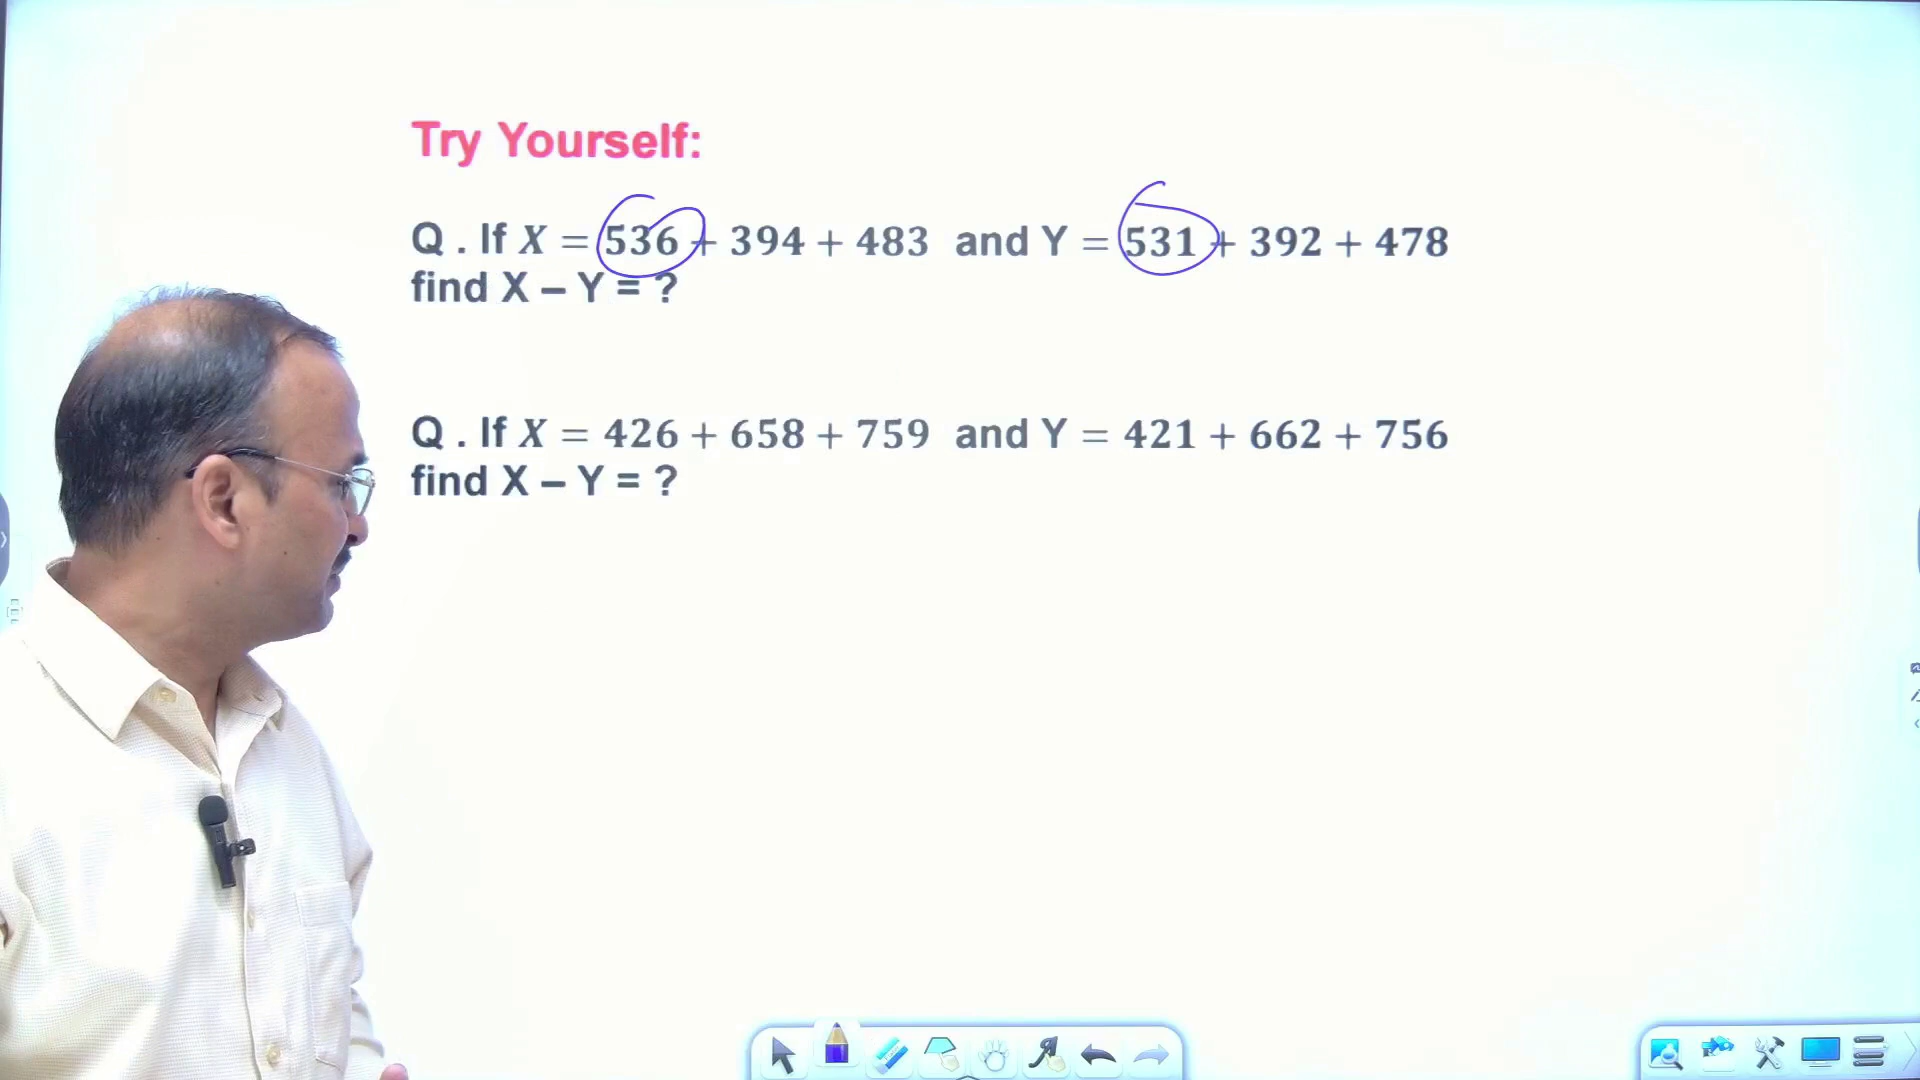 Try Yourself:
Q . If X = 536 + 394 + 483 and Y = 531 + 392 + 478
find X – Y = ?
Q . If X = 426 + 658 + 759 and Y = 421 + 662 + 756
find X – Y = ?